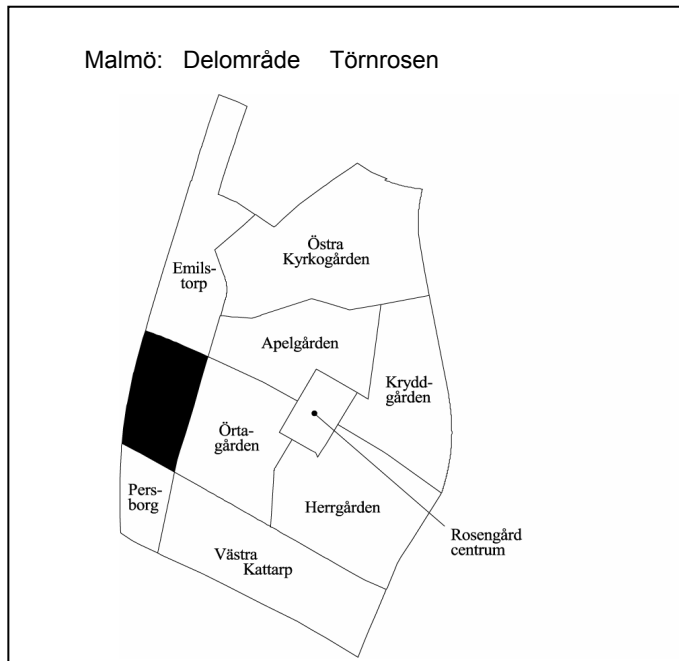 Malmö: Delområde Törnrosen
Östra
Kyrkogården
Emils-
torp
Apelgården
Krydd-
gården
Örta-
gården
Pers-
borg
Herrgården
Rosengård
centrum
Västra
Kattarp